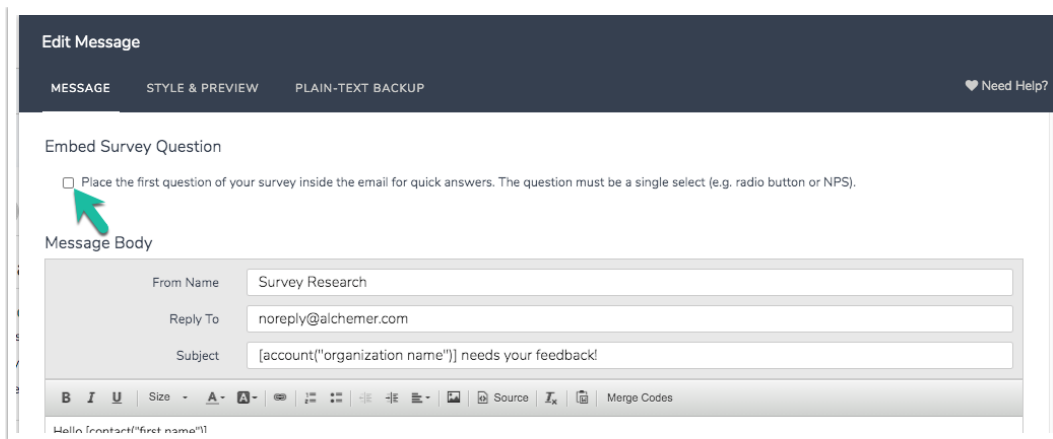 Edit Message
MESSAGE STYLE & PREVIEW PLAIN-TEXT BACKUP Need Help?
Embed Survey Question
Place the first question of your survey inside the email for quick answers. The question must be a single select (e.g. radio button or NPS).
Message Body
From Name Survey Research
Reply To noreply@alchemer.com
Subject [account("organization name")] needs your feedback!
B I U Size A A Source Tx Merge Codes
Hello [contact("first name")]